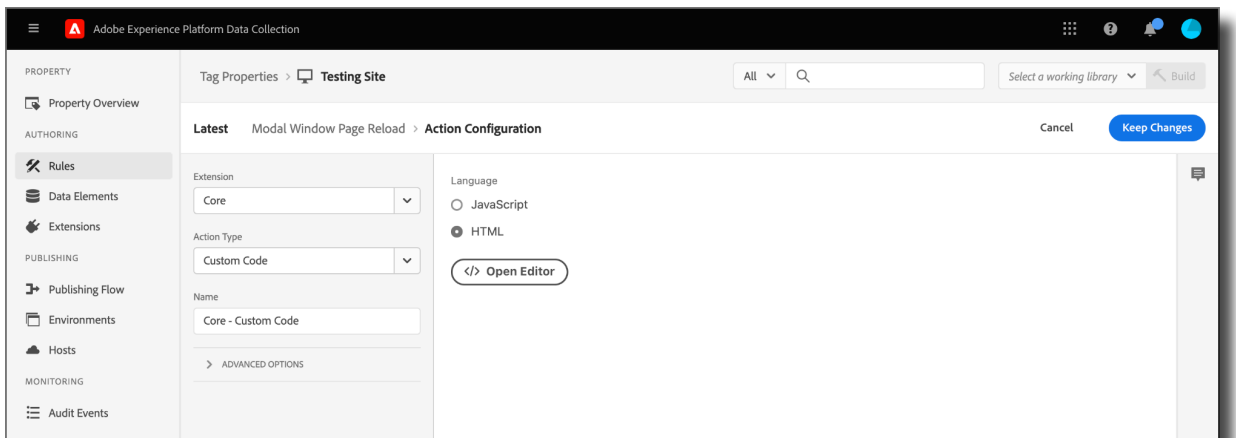 Adobe Experience Platform Data Collection
PROPERTY
Property Overview
AUTHORING
Rules
Data Elements
Extensions
PUBLISHING
Publishing Flow
Environments
Hosts
MONITORING
Audit Events
Tag Properties > Testing Site
All
Select a working library
Build
Latest Modal Window Page Reload > Action Configuration
Cancel
Keep Changes
Extension
Core
Action Type
Custom Code
Name
Core - Custom Code
ADVANCED OPTIONS
Language
JavaScript
HTML
</> Open Editor